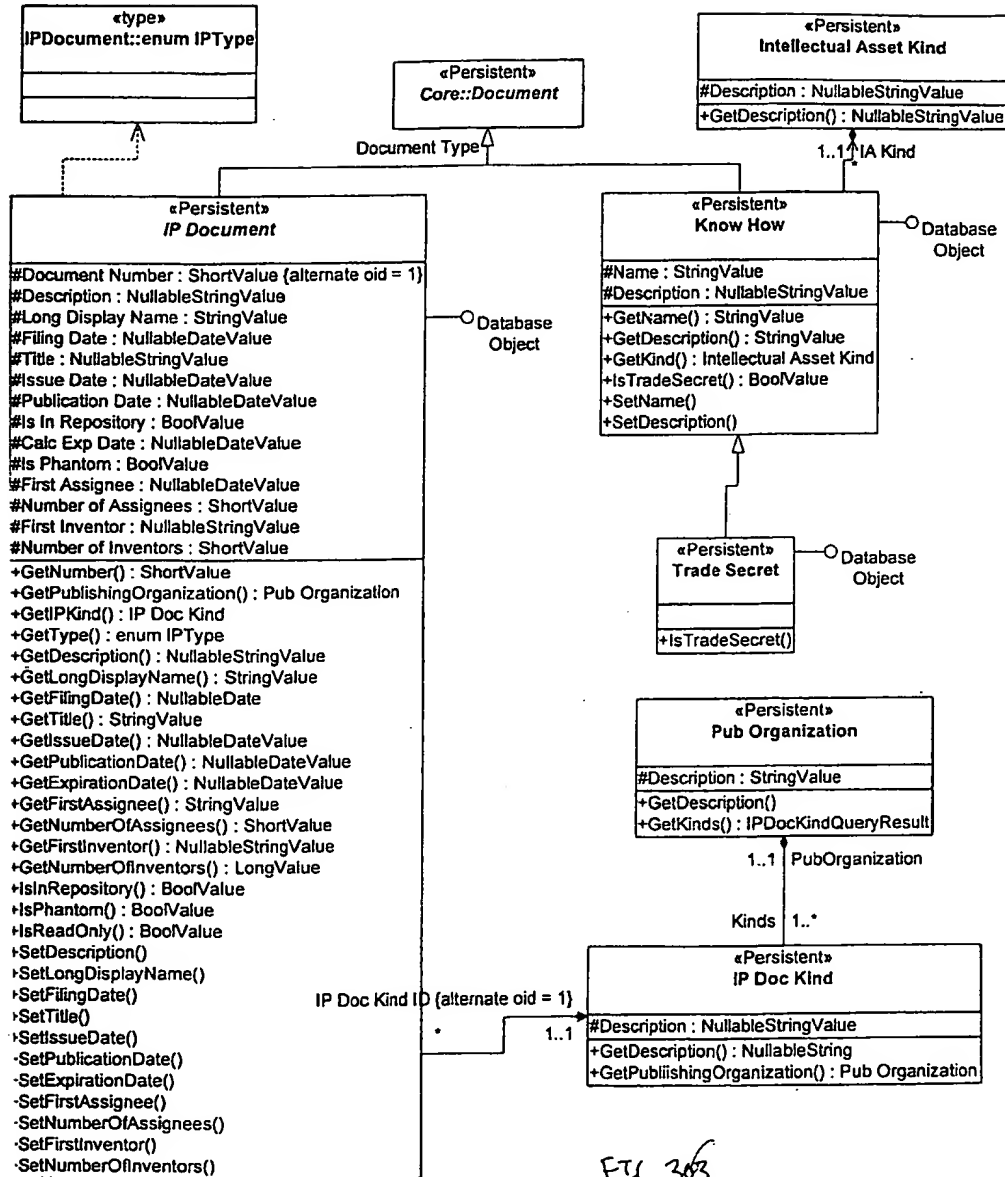 «type»
IPDocument::enum IPType
«Persistent»
Core::Document
«Persistent»
Intellectual Asset Kind
#Description : NullableStringValue
+GetDescription() : NullableStringValue
Document Type
1..1
IA Kind
*
«Persistent»
IP Document
#Document Number : ShortValue {alternate oid = 1}
#Description : NullableStringValue
#Long Display Name : StringValue
#Filing Date : NullableDateValue
#Title : NullableStringValue
#Issue Date : NullableDateValue
#Publication Date : NullableDateValue
#Is In Repository : BoolValue
#Calc Exp Date : NullableDateValue
#Is Phantom : BoolValue
#First Assignee : NullableDateValue
#Number of Assignees : ShortValue
#First Inventor : NullableStringValue
#Number of Inventors : ShortValue
+GetNumber() : ShortValue
+GetPublishingOrganization() : Pub Organization
+GetIPKind() : IP Doc Kind
+GetType() : enum IPType
+GetDescription() : NullableStringValue
+GetLongDisplayName() : StringValue
+GetFilingDate() : NullableDate
+GetTitle() : StringValue
+GetIssueDate() : NullableDateValue
+GetPublicationDate() : NullableDateValue
+GetExpirationDate() : NullableDateValue
+GetFirstAssignee() : StringValue
+GetNumberOfAssignees() : ShortValue
+GetFirstInventor() : NullableStringValue
+GetNumberOfInventors() : LongValue
+IsInRepository() : BoolValue
+IsPhantom() : BoolValue
+IsReadOnly() : BoolValue
+SetDescription()
+SetLongDisplayName()
+SetFilingDate()
+SetTitle()
+SetIssueDate()
-SetPublicationDate()
-SetExpirationDate()
-SetFirstAssignee()
-SetNumberOfAssignees()
-SetFirstInventor()
-SetNumberOfInventors()
Database
Object
«Persistent»
Know How
#Name : StringValue
#Description : NullableStringValue
+GetName() : StringValue
+GetDescription() : StringValue
+GetKind() : Intellectual Asset Kind
+IsTradeSecret() : BoolValue
+SetName()
+SetDescription()
Database
Object
«Persistent»
Trade Secret
+IsTradeSecret()
Database
Object
«Persistent»
Pub Organization
#Description : StringValue
+GetDescription()
+GetKinds() : IPDocKindQueryResult
1..1 PubOrganization
Kinds 1..*
IP Doc Kind ID {alternate oid = 1}
* 1..1
«Persistent»
IP Doc Kind
#Description : NullableStringValue
+GetDescription() : NullableString
+GetPubliishingOrganization() : Pub Organization